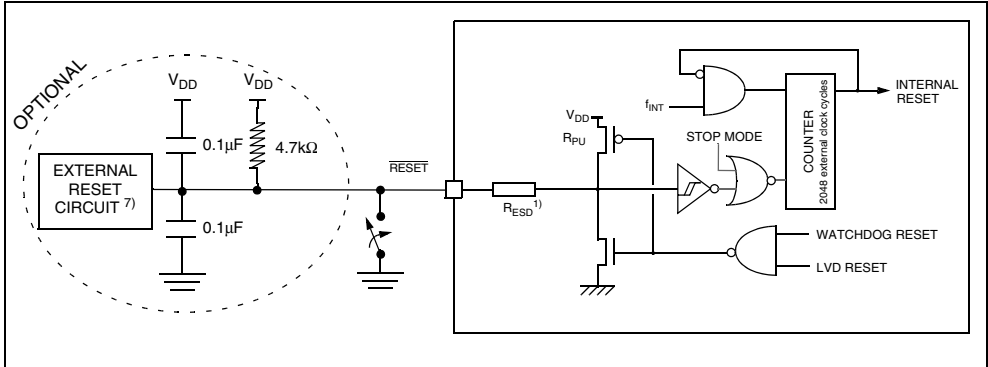 OPTIONAL
V_DD
V_DD
0.1µF
4.7kΩ
EXTERNAL
RESET
CIRCUIT 7)
0.1µF
RESET
R_ESD 1)
V_DD
R_PU
STOP MODE
f_INT
COUNTER
2048 external clock cycles
INTERNAL
RESET
WATCHDOG RESET
LVD RESET